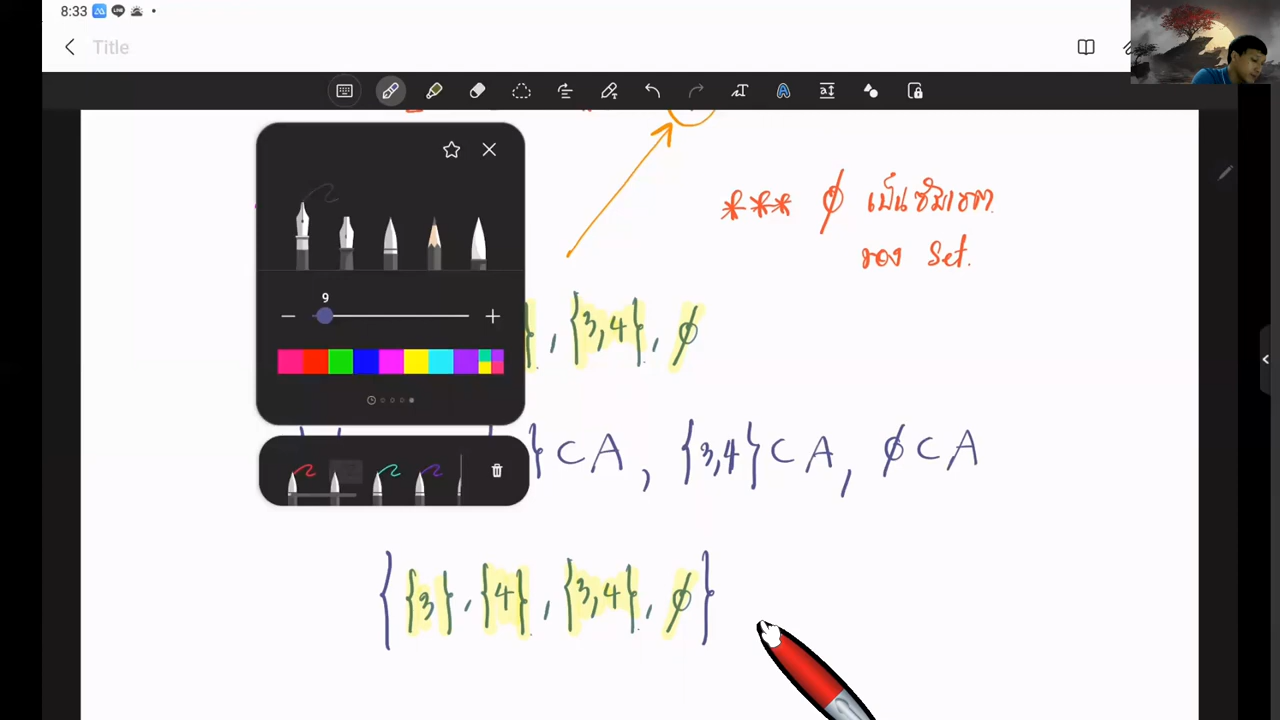 8:33
Title
*** ∅ เป็นซับเซต
ของ Set.
9
}, {3,4}, ∅
} ⊂ A, {3,4} ⊂ A, ∅ ⊂ A
{ {3}, {4}, {3,4}, ∅ }